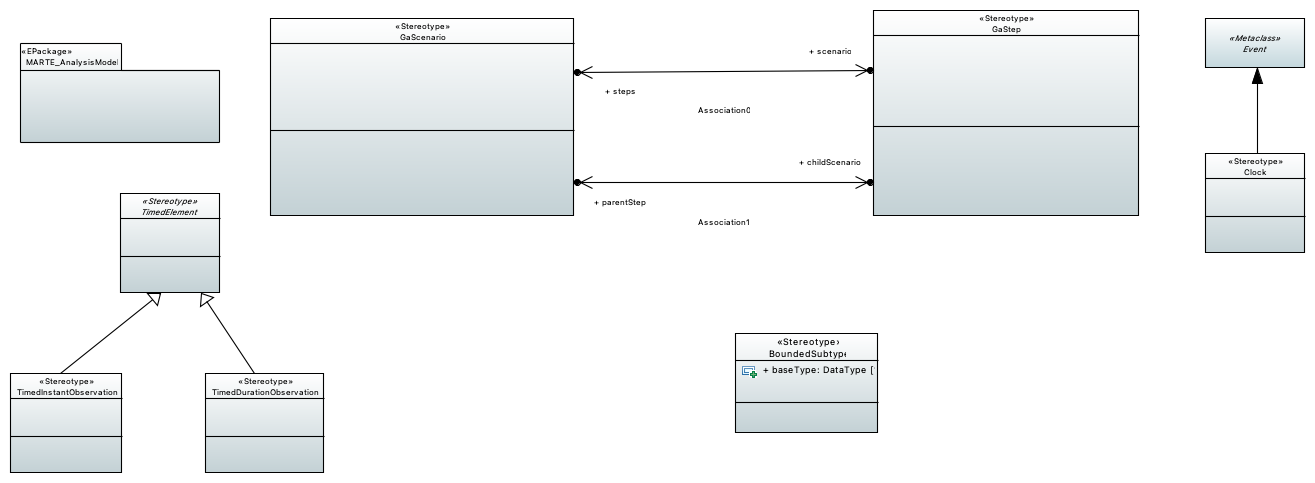 «EPackage»
MARTE_AnalysisModel
«Stereotype»
GaScenario
«Stereotype»
GaStep
«Metaclass»
Event
+ scenario
+ steps
Association0
+ childScenario
+ parentStep
Association1
«Stereotype»
Clock
«Stereotype»
TimedElement
«Stereotype»
TimedInstantObservation
«Stereotype»
TimedDurationObservation
«Stereotype»
BoundedSubtype
+ baseType: DataType [